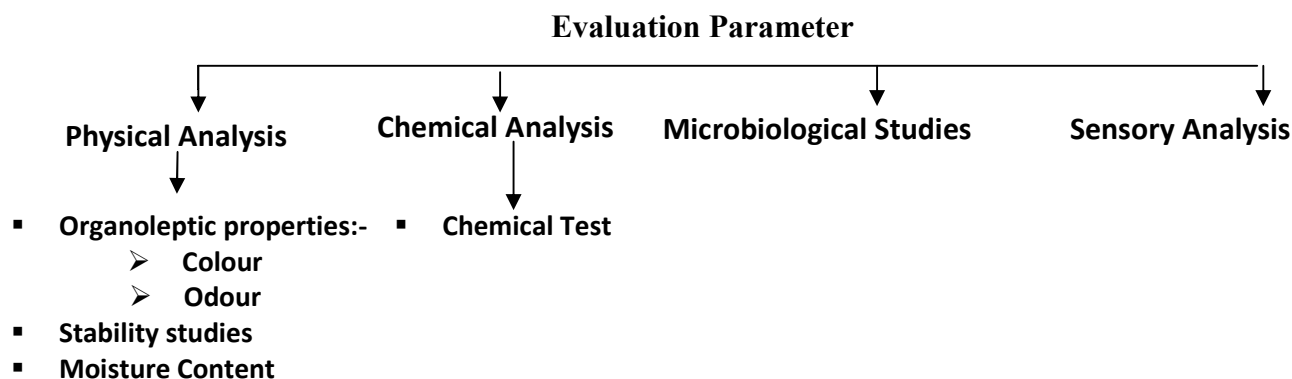 Evaluation Parameter
Physical Analysis
Chemical Analysis
Microbiological Studies
Sensory Analysis
▪ Organoleptic properties:-
➢ Colour
➢ Odour
▪ Stability studies
▪ Moisture Content
▪ Chemical Test